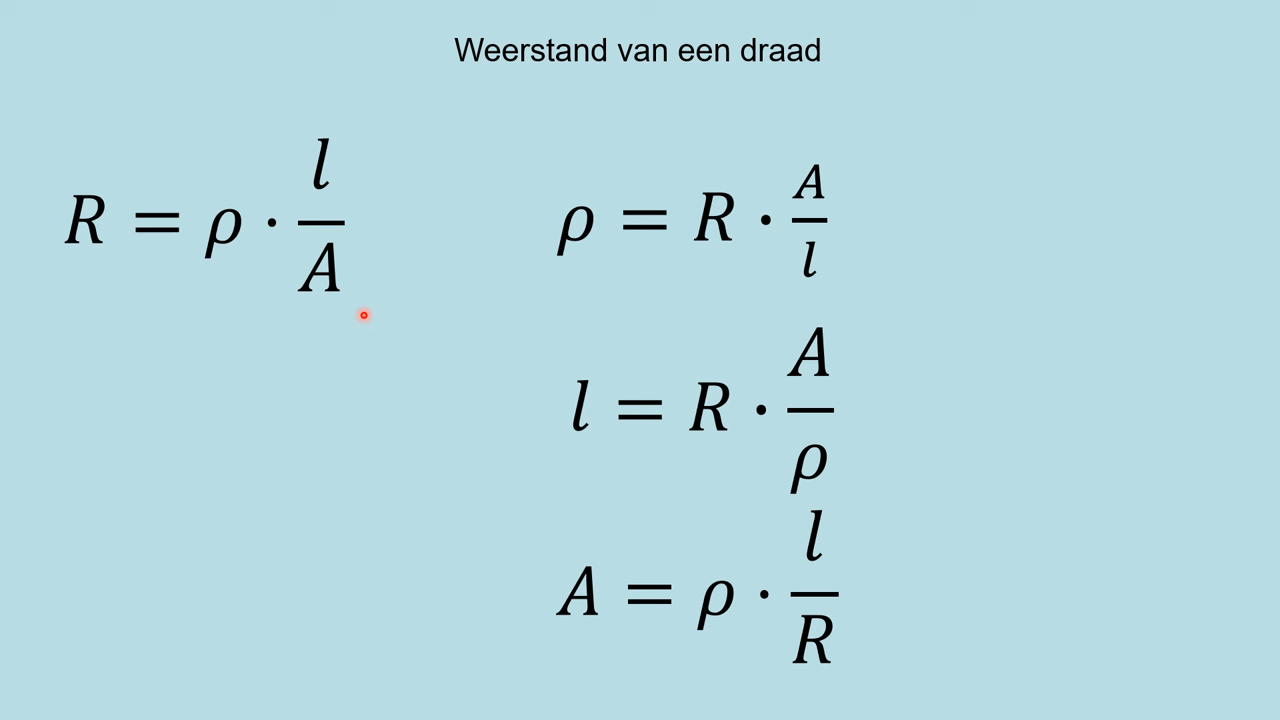 Weerstand van een draad
R = ρ · l/A
ρ = R · A/l
l = R · A/ρ
A = ρ · l/R